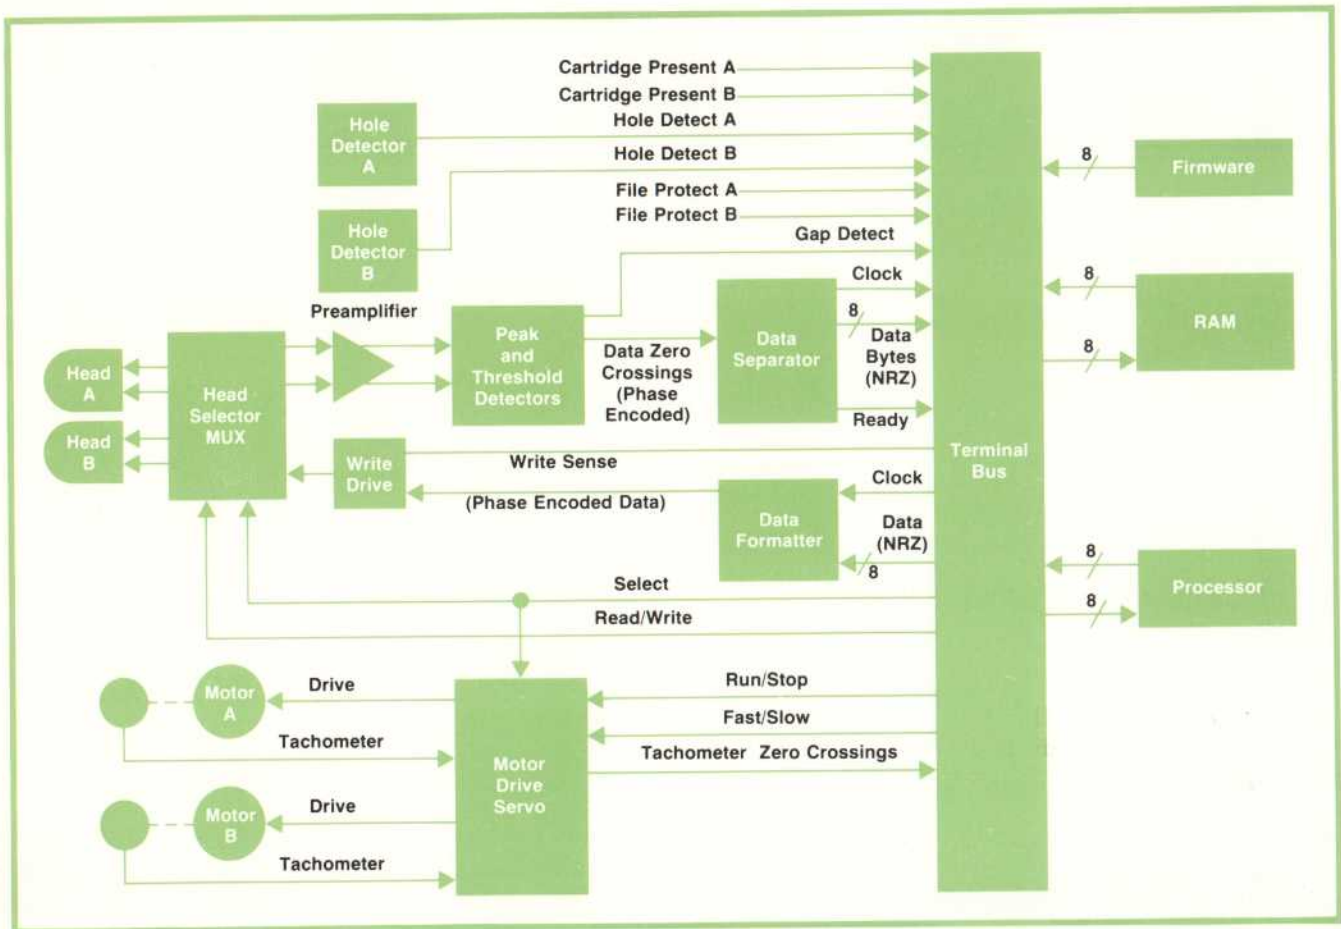 Cartridge Present A
Cartridge Present B
Hole
Detector
A
Hole Detect A
Hole
Detector
B
Hole Detect B
File Protect A
File Protect B
Gap Detect
8
Firmware
8
RAM
8
Preamplifier
Head
A
Head
B
Head
Selector
MUX
Peak
and
Threshold
Detectors
Data Zero
Crossings
(Phase
Encoded)
Data
Separator
Clock
8
Data
Bytes
(NRZ)
Ready
Terminal
Bus
Write
Drive
Write Sense
(Phase Encoded Data)
Data
Formatter
Clock
Data
(NRZ)
8
8
Processor
8
Select
Read/Write
Motor
A
Drive
Tachometer
Motor
B
Drive
Tachometer
Motor
Drive
Servo
Run/Stop
Fast/Slow
Tachometer Zero Crossings